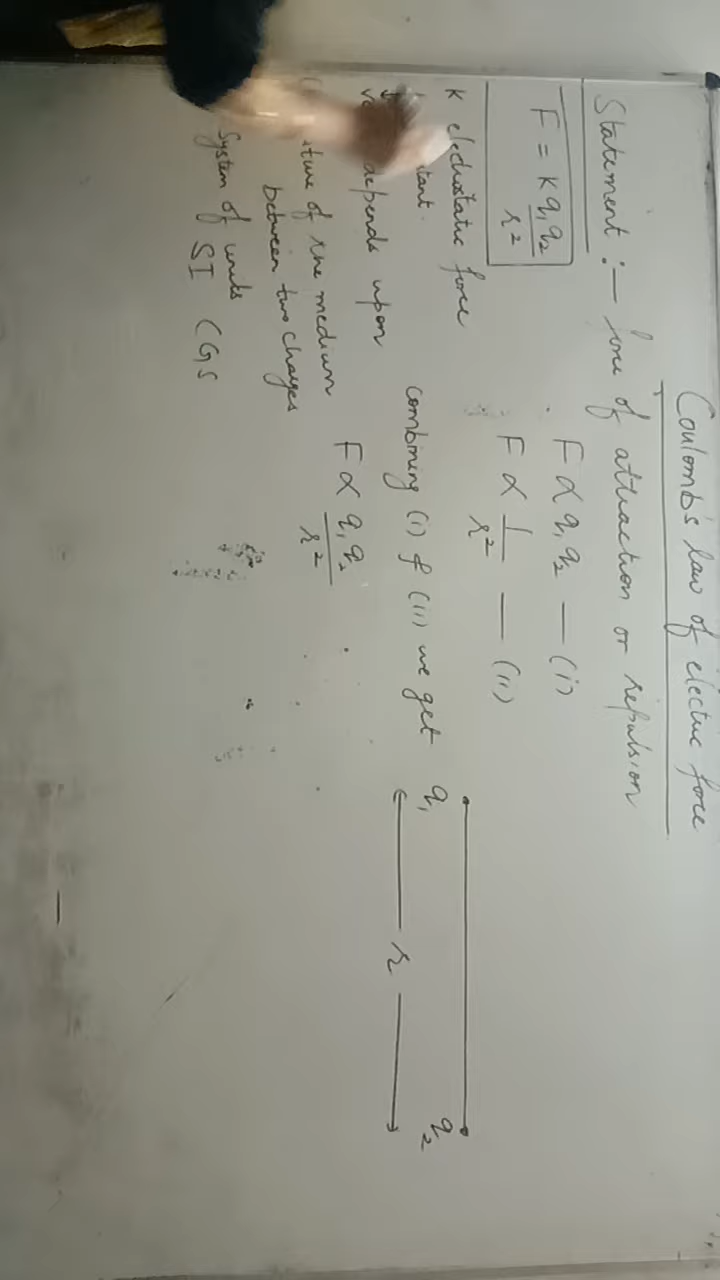 Coulomb's law of electric force
Statement :- force of attraction or repulsion
F ∝ q₁q₂ — (i)
F ∝ 1/r² — (ii)
combining (i) & (ii) we get
F ∝ q₁q₂/r²
F = K q₁q₂/r²
K electrostatic force
depends upon
of the medium
between two charges
System of units
SI CGS
q₁ q₂
r